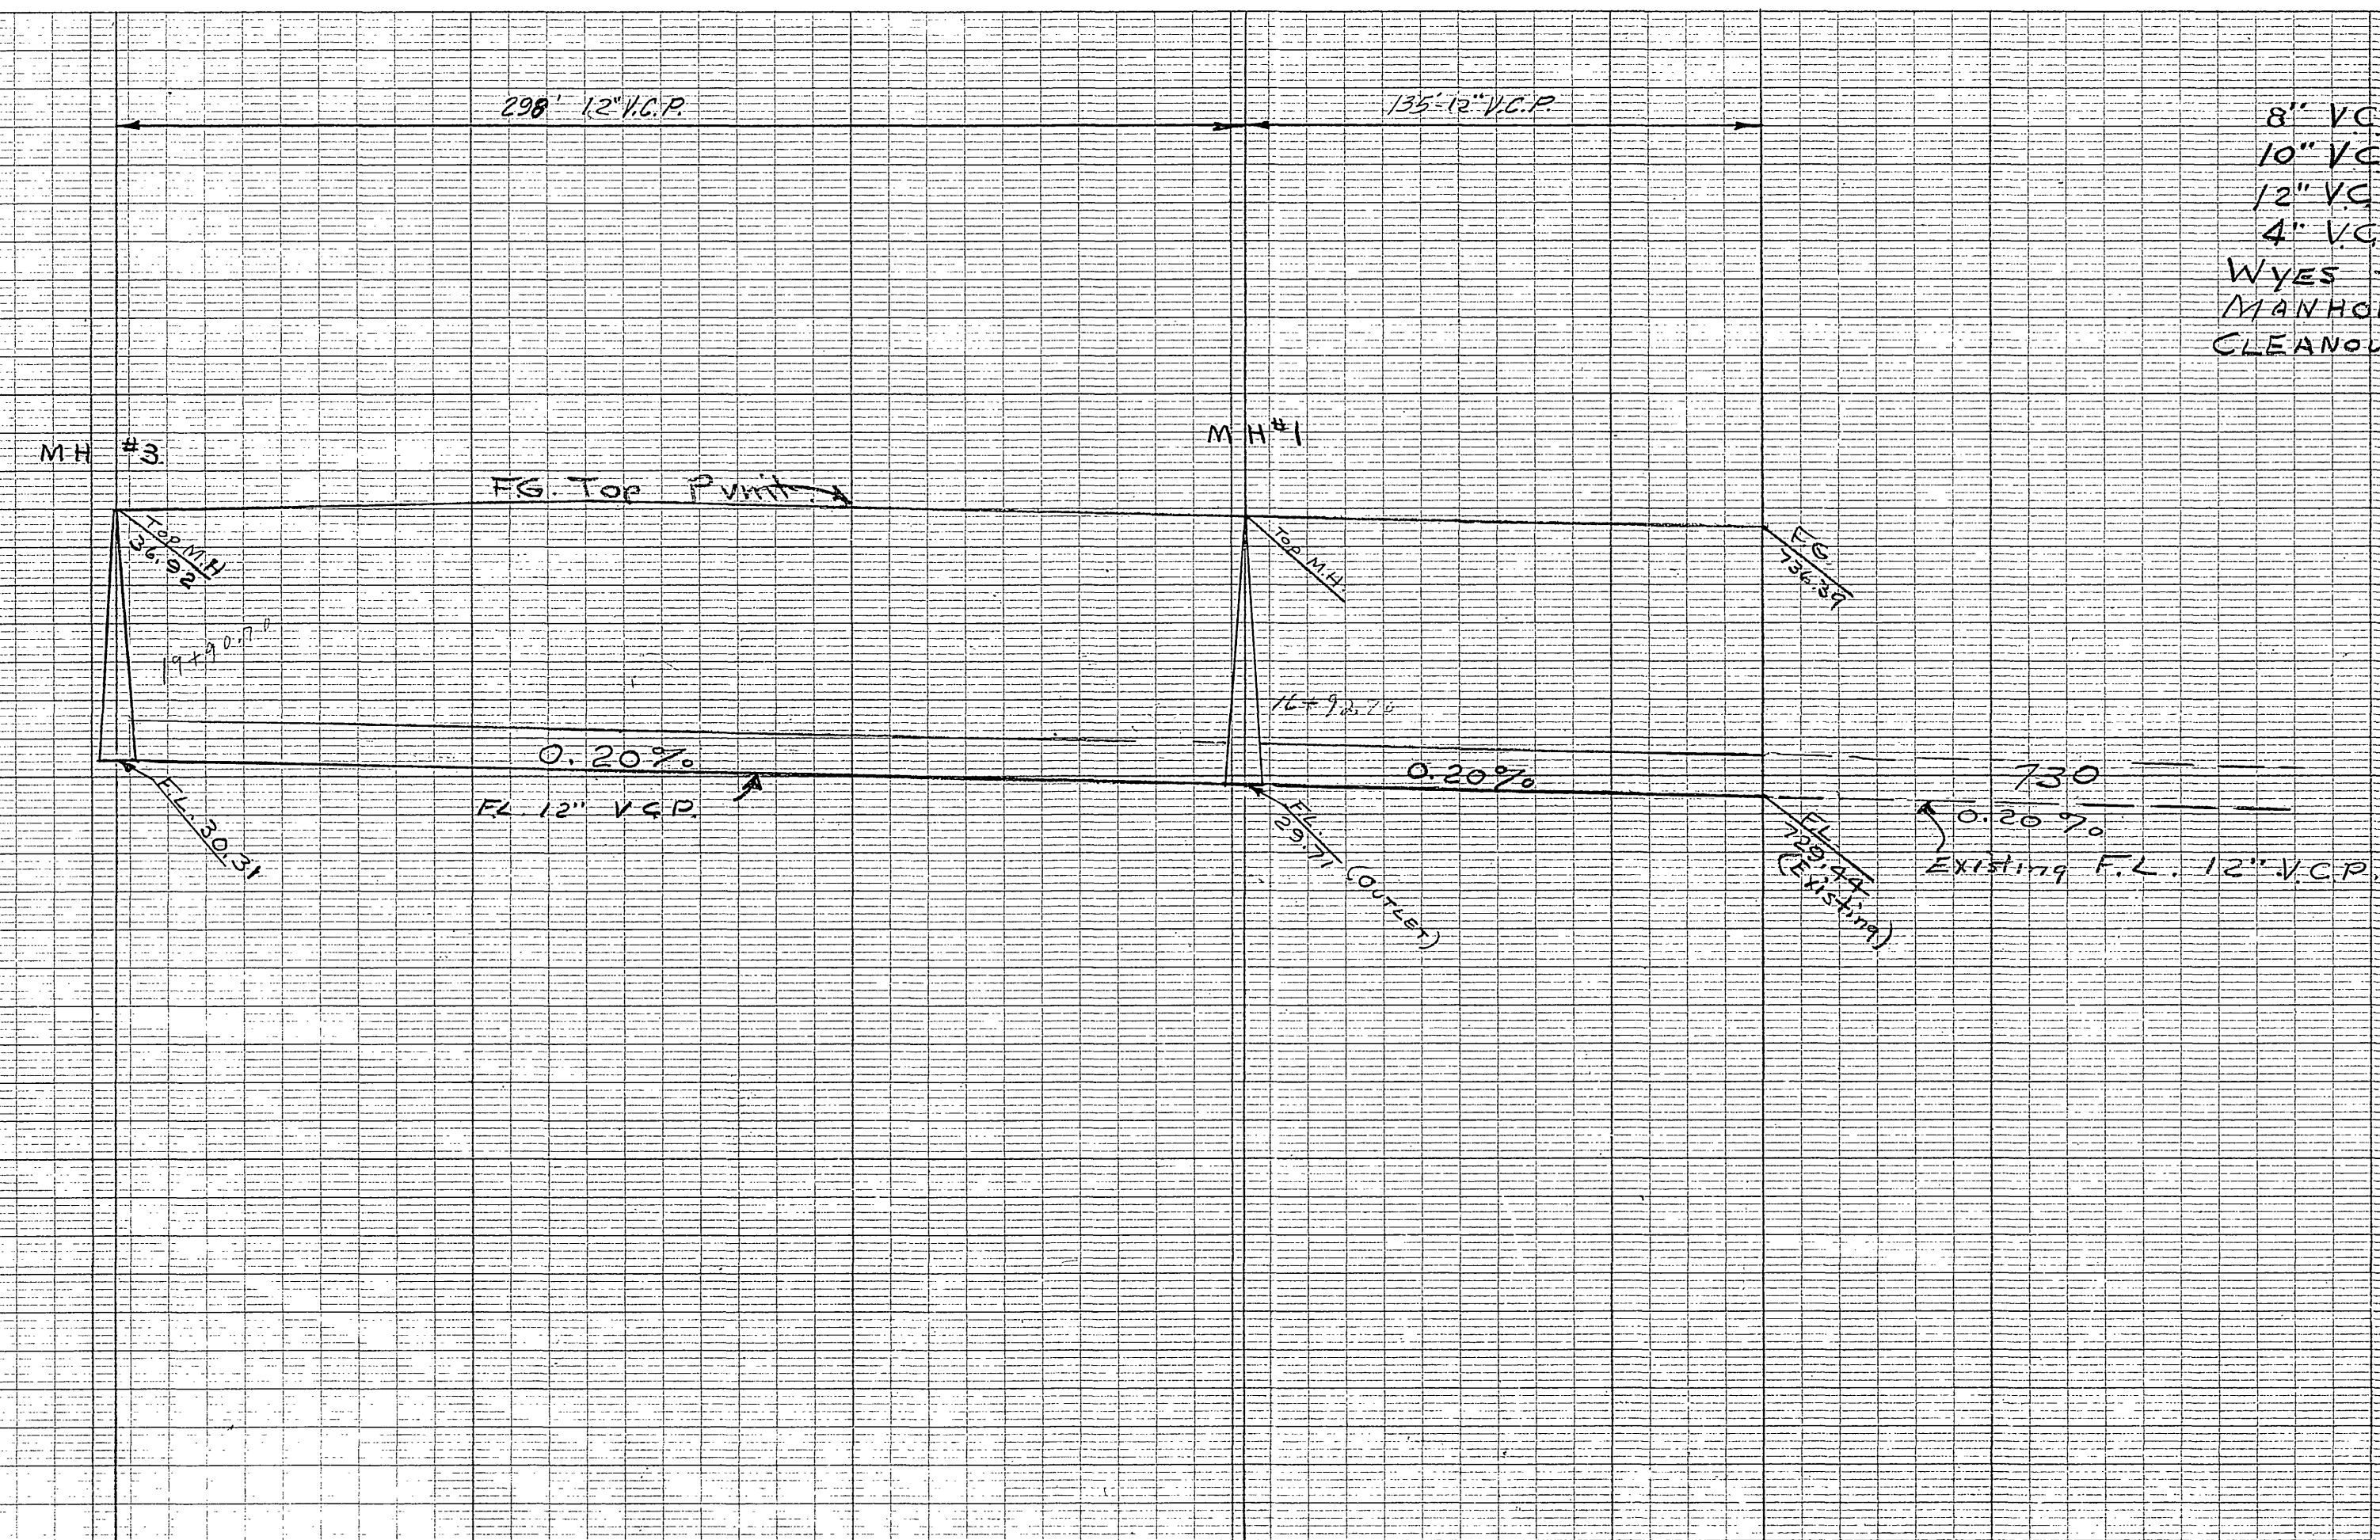 298' 12" V.C.P.
135'-12" V.C.P.
8" V.C.
10" VC
12" V.C.
4" V.C.
WYES
MANHO
CLEANOU
M.H #3.
M H #1
F.G. Top Pvmt.
TOP M.H
36.92
TOP M.H.
F.G.
736.39
19+90.70
16+92.70
0.20%
0.20%
730
0.20%
F.L. 12" V.C.P.
F.L. 30.31
F.L.
29.71 (OUTLET)
F.L.
729.44
(Existing)
Existing F.L. 12" V.C.P.